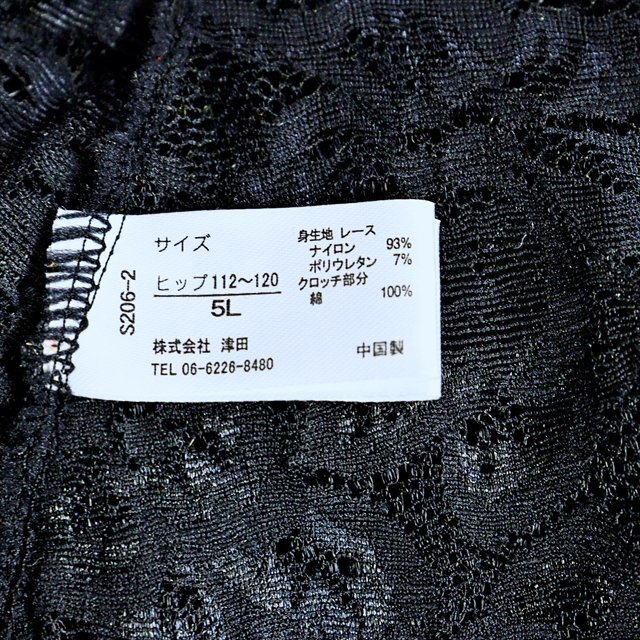 S206-2
サイズ
ヒップ112～120
5L
株式会社 津田
TEL 06-6226-8480
身生地 レース
ナイロン 93%
ポリウレタン 7%
クロッチ部分
綿 100%
中国製